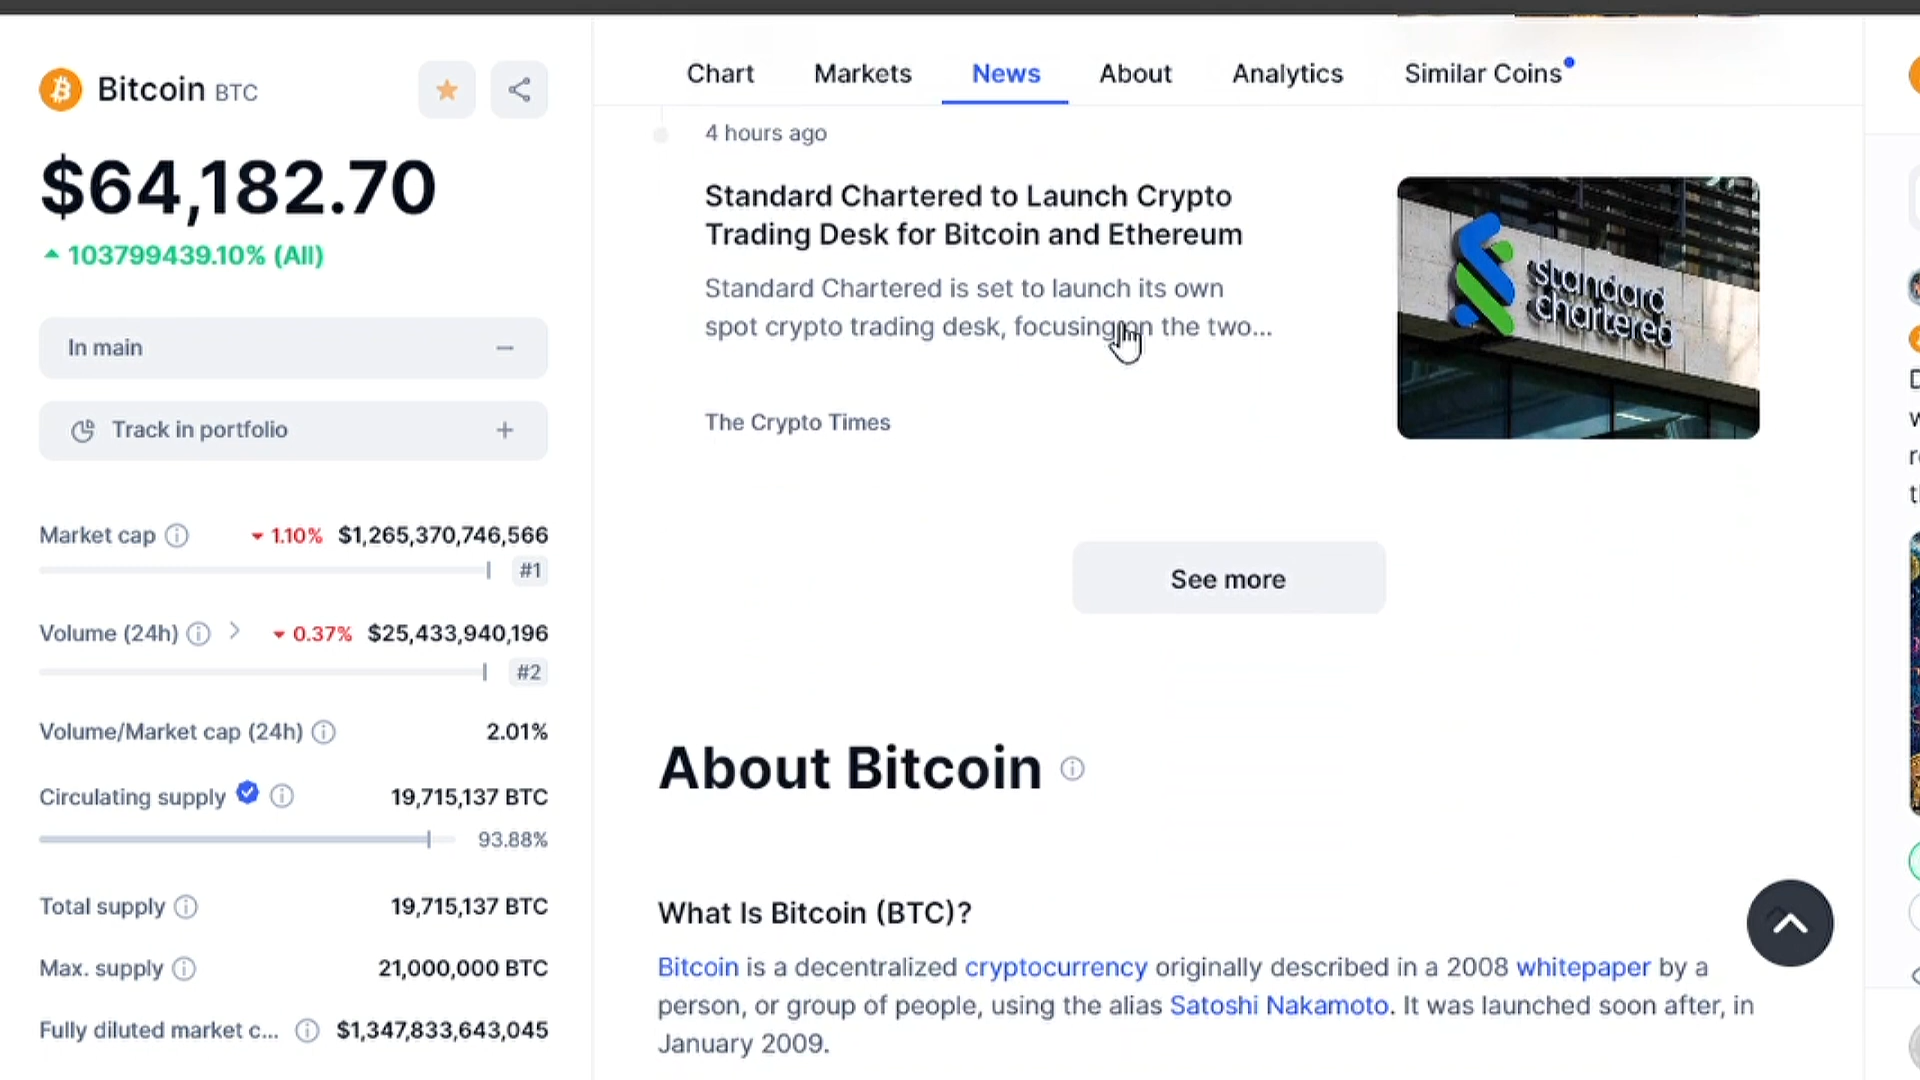 Bitcoin BTC
$64,182.70
103799439.10% (All)
In main
Track in portfolio
Market cap 1.10% $1,265,370,746,566
#1
Volume (24h) 0.37% $25,433,940,196
#2
Volume/Market cap (24h) 2.01%
Circulating supply 19,715,137 BTC
93.88%
Total supply 19,715,137 BTC
Max. supply 21,000,000 BTC
Fully diluted market c... $1,347,833,643,045
Chart Markets News About Analytics Similar Coins
4 hours ago
Standard Chartered to Launch Crypto
Trading Desk for Bitcoin and Ethereum
Standard Chartered is set to launch its own
spot crypto trading desk, focusing on the two...
The Crypto Times
standard
chartered
See more
About Bitcoin
What Is Bitcoin (BTC)?
Bitcoin is a decentralized cryptocurrency originally described in a 2008 whitepaper by a
person, or group of people, using the alias Satoshi Nakamoto. It was launched soon after, in
January 2009.